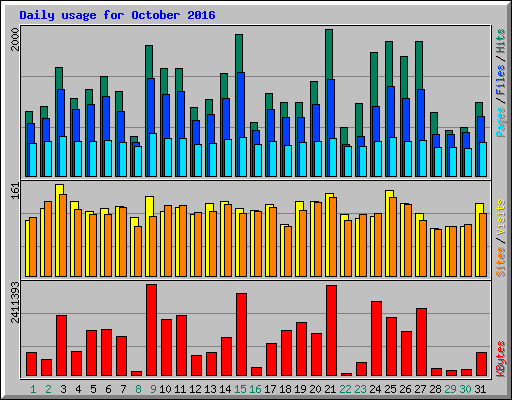 Daily usage for October 2016
2000
Pages / Files / Hits
161
Sites / Visits
2411393
KBytes
1 2 3 4 5 6 7 8 9 10 11 12 13 14 15 16 17 18 19 20 21 22 23 24 25 26 27 28 29 30 31